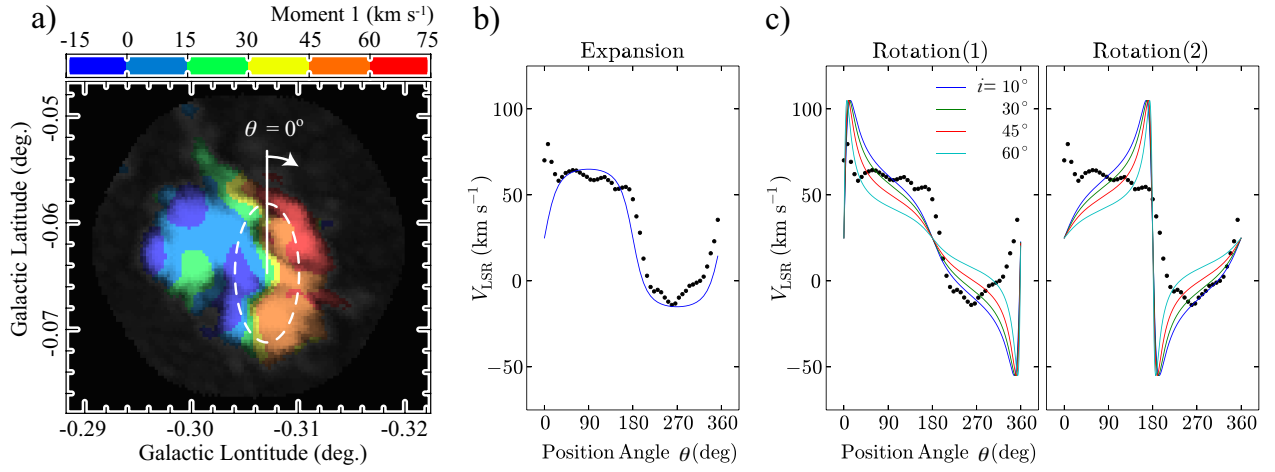 a)
Moment 1 (km s⁻¹)
-15 0 15 30 45 60 75
θ = 0°
-0.05
-0.06
-0.07
Galactic Latitude (deg.)
-0.29 -0.30 -0.31 -0.32
Galactic Lontitude (deg.)
b)
Expansion
100
50
0
−50
V_LSR (km s⁻¹)
0 90 180 270 360
Position Angle θ(deg)
c)
Rotation(1)
i= 10°
30°
45°
60°
100
50
0
−50
V_LSR (km s⁻¹)
0 90 180 270 360
Rotation(2)
0 90 180 270 360
Position Angle θ(deg)